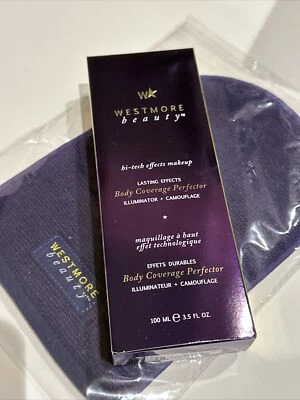 WESTMORE
beauty™
hi-tech effects makeup
LASTING EFFECTS
Body Coverage Perfector
ILLUMINATOR + CAMOUFLAGE
*
maquillage à haut
effet technologique
EFFETS DURABLES
Body Coverage Perfector
ILLUMINATEUR + CAMOUFLAGE
100 ML ℮ 3.5 FL. OZ.
WESTMORE
beauty